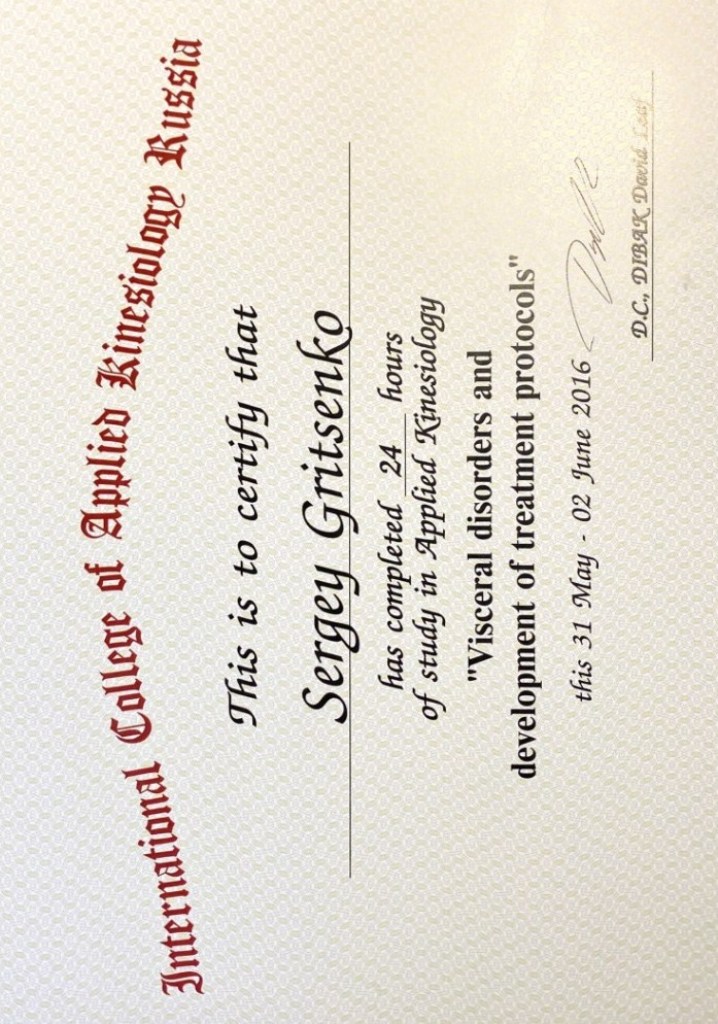 International College of Applied Kinesiology Russia
This is to certify that
Sergey Gritsenko
has completed 24 hours
of study in Applied Kinesiology
"Visceral disorders and
development of treatment protocols"
this 31 May - 02 June 2016
D.C., DIBAK David Leaf